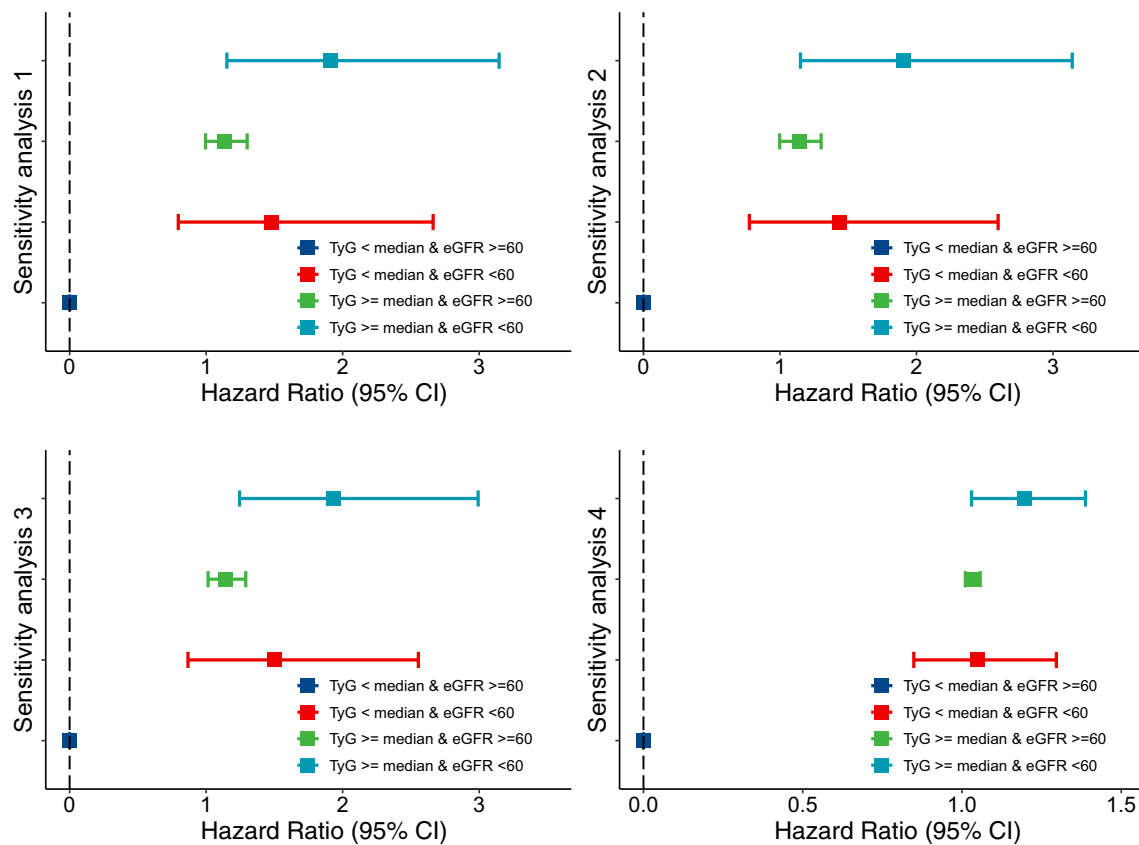 Sensitivity analysis 1
TyG < median & eGFR >=60
TyG < median & eGFR <60
TyG >= median & eGFR >=60
TyG >= median & eGFR <60
0 1 2 3
Hazard Ratio (95% CI)
Sensitivity analysis 2
TyG < median & eGFR >=60
TyG < median & eGFR <60
TyG >= median & eGFR >=60
TyG >= median & eGFR <60
0 1 2 3
Hazard Ratio (95% CI)
Sensitivity analysis 3
TyG < median & eGFR >=60
TyG < median & eGFR <60
TyG >= median & eGFR >=60
TyG >= median & eGFR <60
0 1 2 3
Hazard Ratio (95% CI)
Sensitivity analysis 4
TyG < median & eGFR >=60
TyG < median & eGFR <60
TyG >= median & eGFR >=60
TyG >= median & eGFR <60
0.0 0.5 1.0 1.5
Hazard Ratio (95% CI)